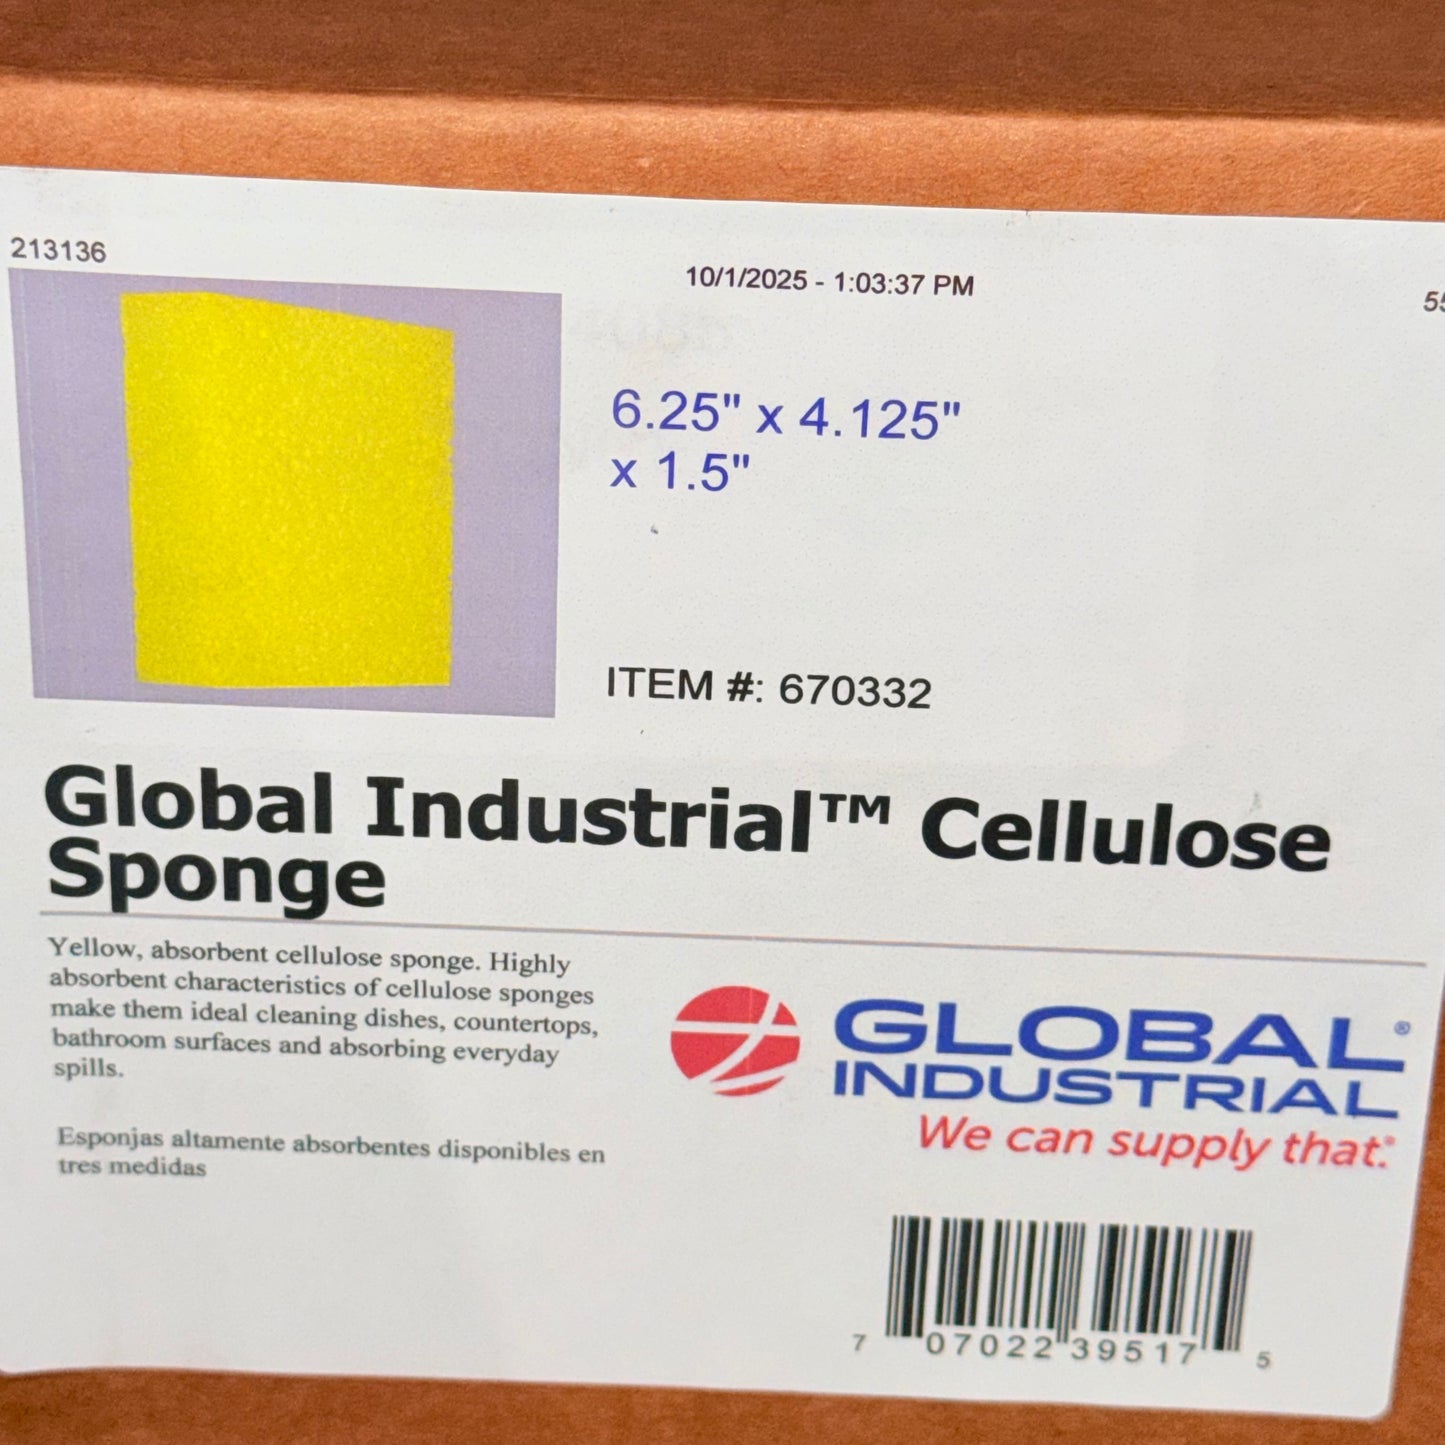 213136
10/1/2025 - 1:03:37 PM
6.25" x 4.125"
x 1.5"
ITEM #: 670332
Global Industrial™ Cellulose
Sponge
Yellow, absorbent cellulose sponge. Highly
absorbent characteristics of cellulose sponges
make them ideal cleaning dishes, countertops,
bathroom surfaces and absorbing everyday
spills.
Esponjas altamente absorbentes disponibles en
tres medidas
GLOBAL®
INDUSTRIAL
We can supply that.®
7 07022 39517 5